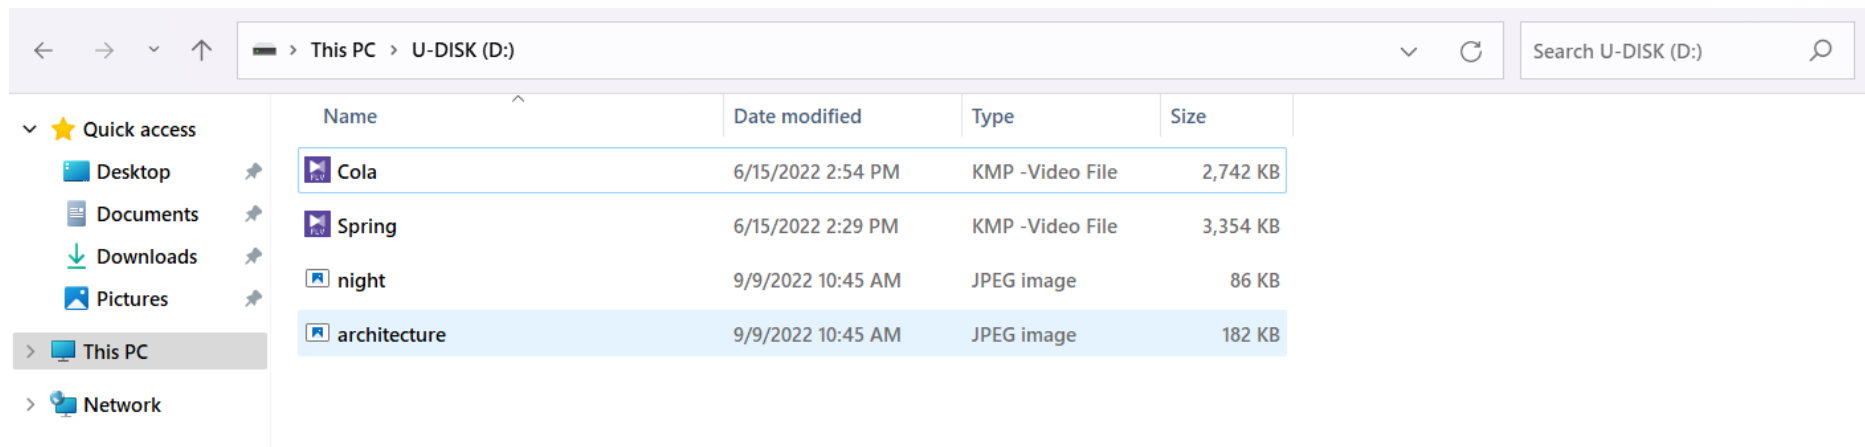 This PC > U-DISK (D:)
Search U-DISK (D:)
Quick access
Desktop
Documents
Downloads
Pictures
This PC
Network
Name Date modified Type Size
FLV Cola 6/15/2022 2:54 PM KMP -Video File 2,742 KB
FLV Spring 6/15/2022 2:29 PM KMP -Video File 3,354 KB
night 9/9/2022 10:45 AM JPEG image 86 KB
architecture 9/9/2022 10:45 AM JPEG image 182 KB